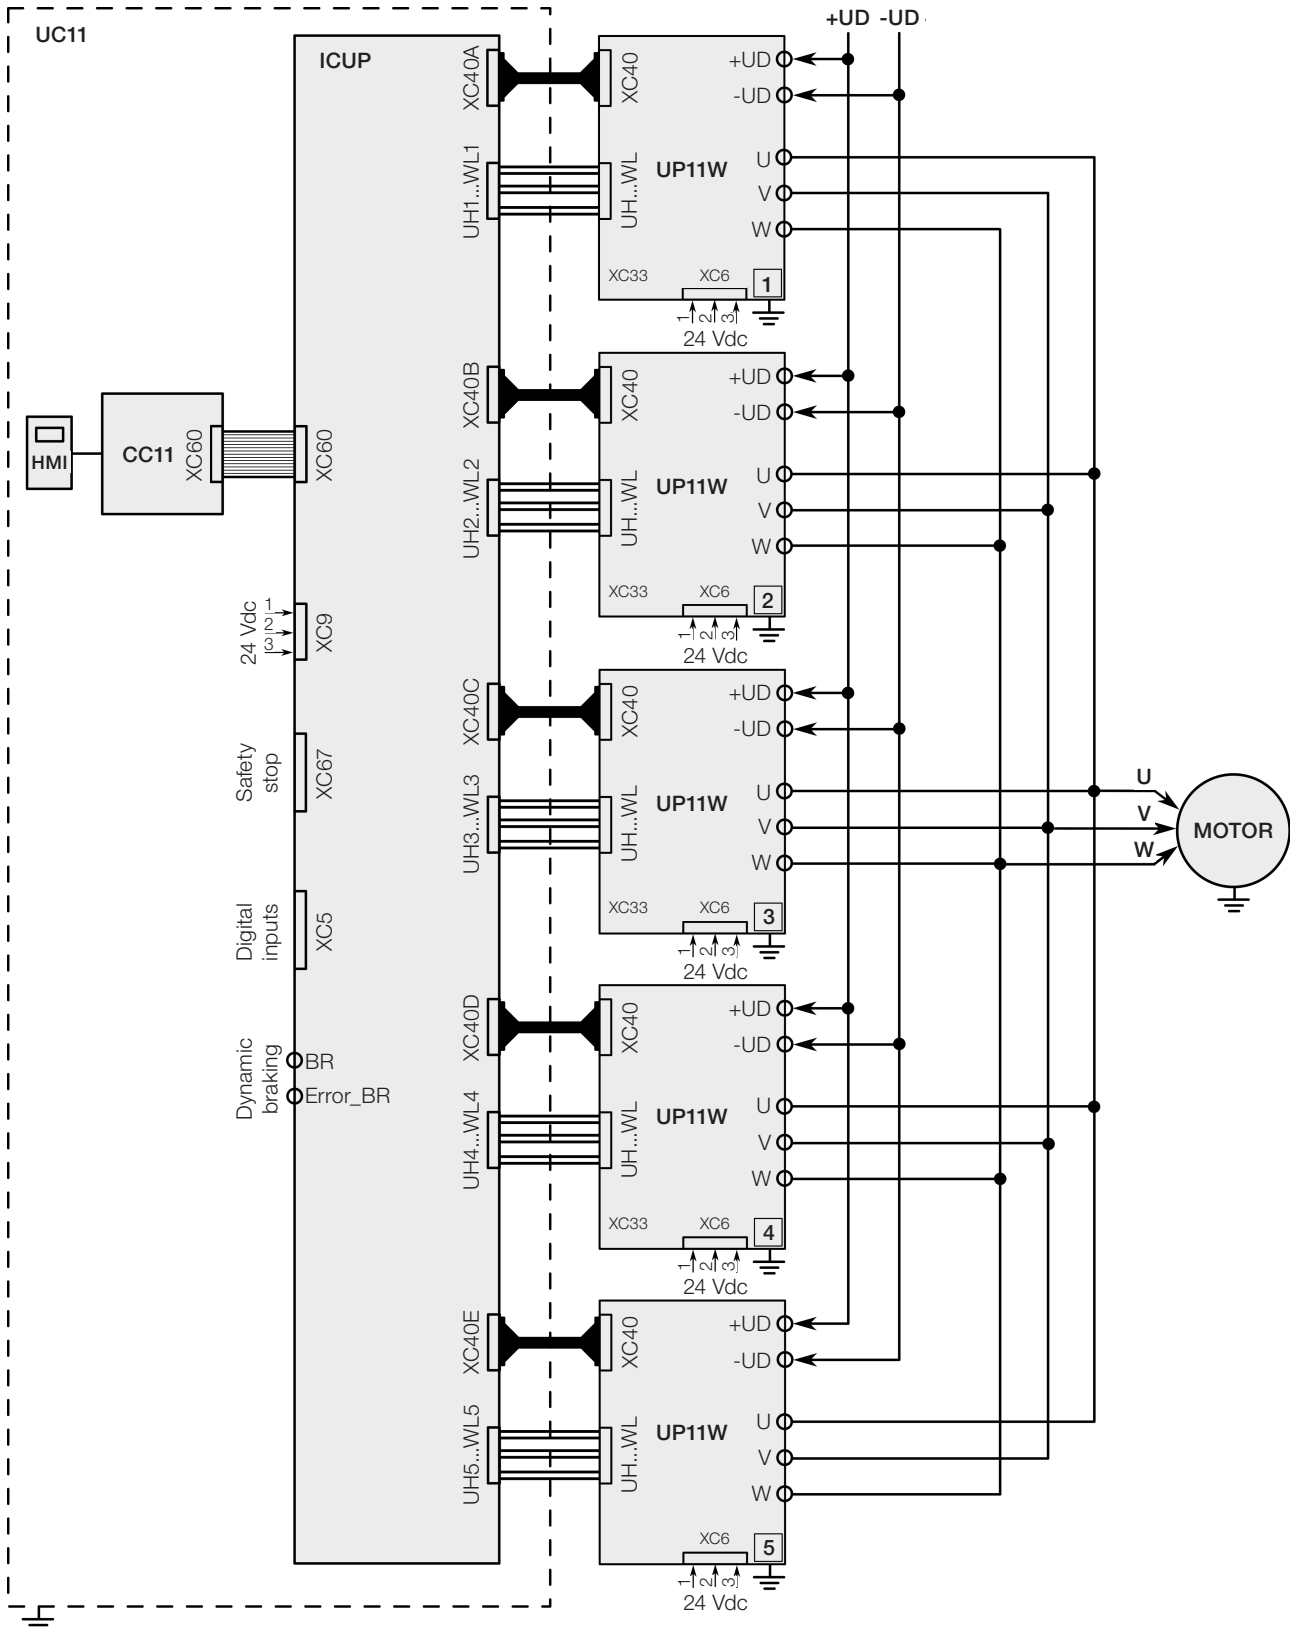 +UD -UD
UC11
ICUP
XC40A
XC40
+UD
-UD
UH1...WL1
UH...WL
UP11W
U
V
W
XC33
XC6
1
1 2 3
24 Vdc
XC40B
XC40
+UD
-UD
HMI
CC11
XC60
XC60
UH2...WL2
UH...WL
UP11W
U
V
W
XC33
XC6
2
1 2 3
24 Vdc
24 Vdc
1
2
3
XC9
XC40C
XC40
+UD
-UD
Safety
stop
XC67
UH3...WL3
UH...WL
UP11W
U
V
W
U
V
W
MOTOR
XC33
XC6
3
1 2 3
24 Vdc
Digital
inputs
XC5
XC40D
XC40
+UD
-UD
Dynamic
braking
BR
Error_BR
UH4...WL4
UH...WL
UP11W
U
V
W
XC33
XC6
4
1 2 3
24 Vdc
XC40E
XC40
+UD
-UD
UH5...WL5
UH...WL
UP11W
U
V
W
XC6
5
1 2 3
24 Vdc